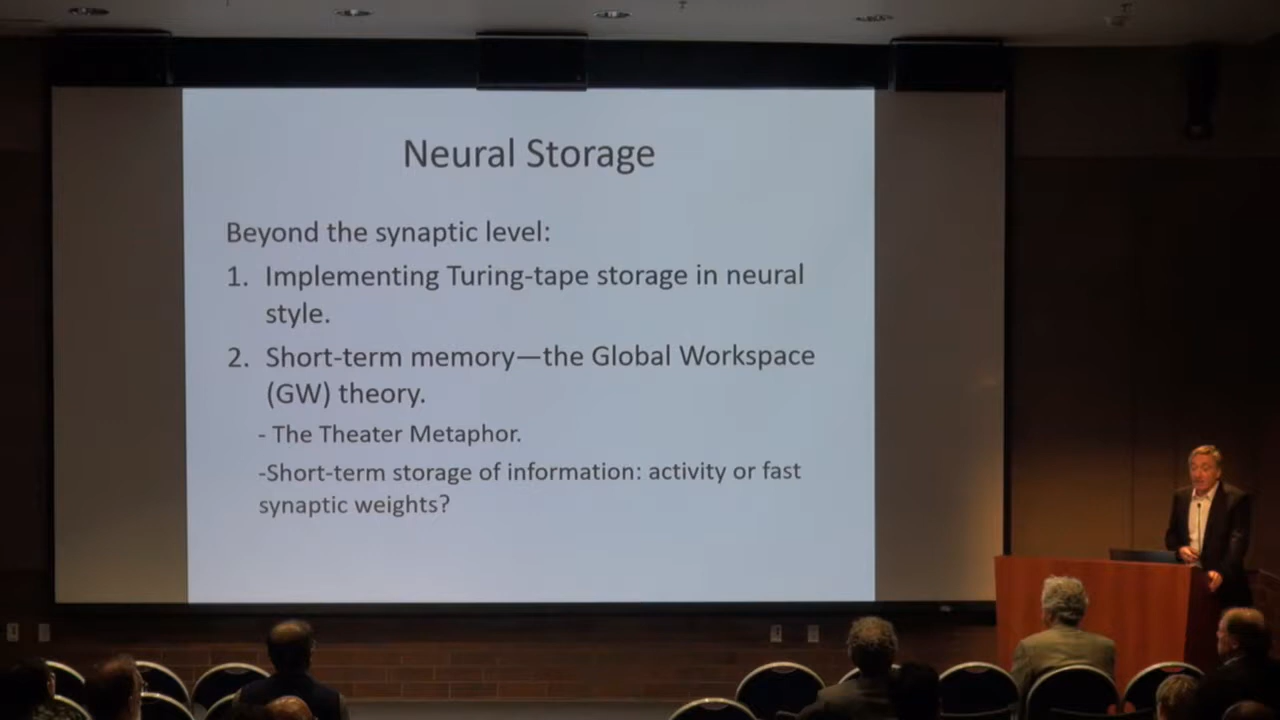 Neural Storage
Beyond the synaptic level:
1. Implementing Turing-tape storage in neural
style.
2. Short-term memory—the Global Workspace
(GW) theory.
- The Theater Metaphor.
-Short-term storage of information: activity or fast
synaptic weights?